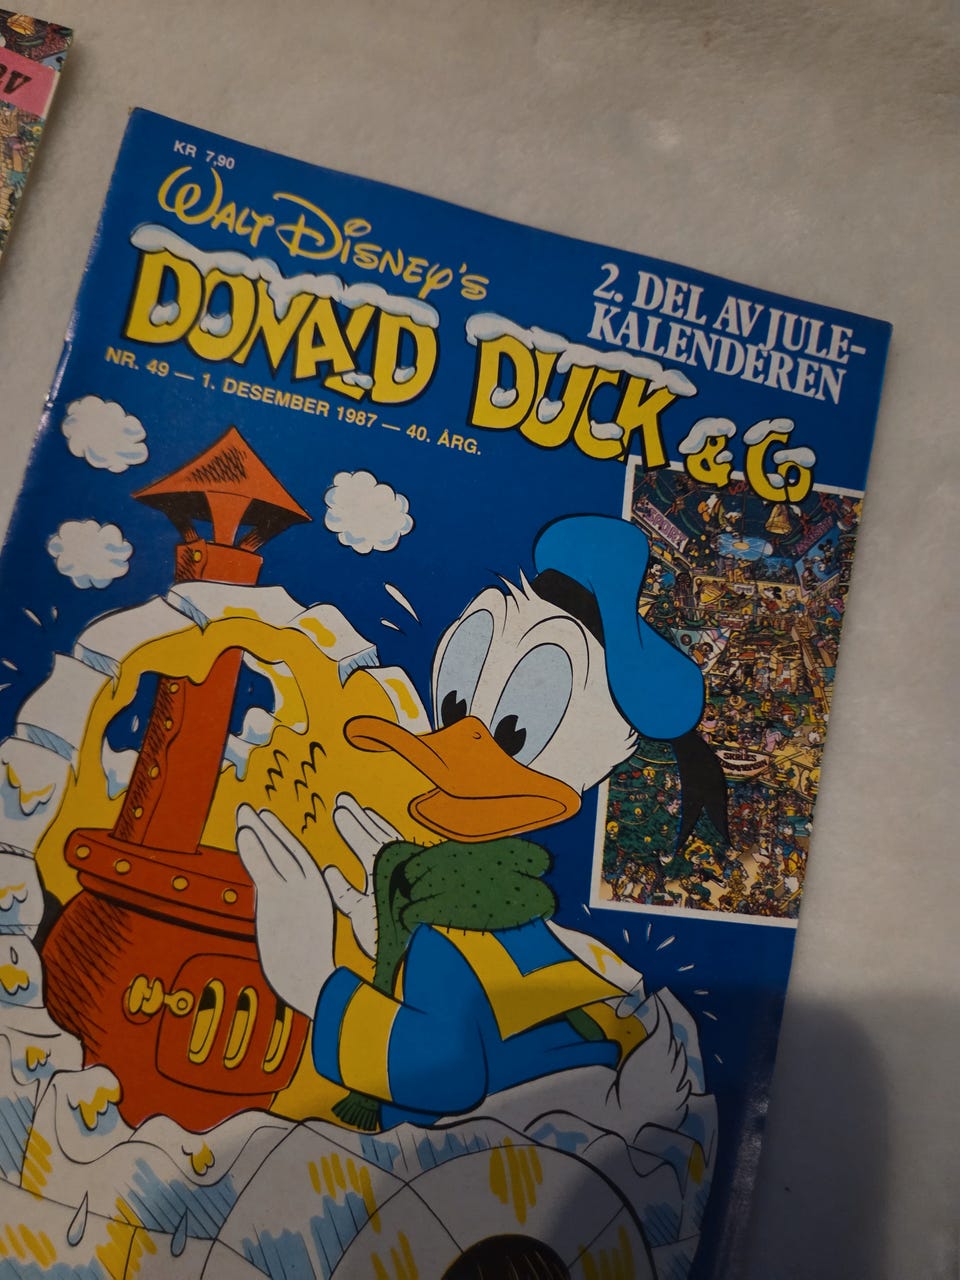 KR 7,90
WALT DISNEY'S
DONALD DUCK & Co
2. DEL AV JULE-
KALENDEREN
NR. 49 — 1. DESEMBER 1987 — 40. ÅRG.